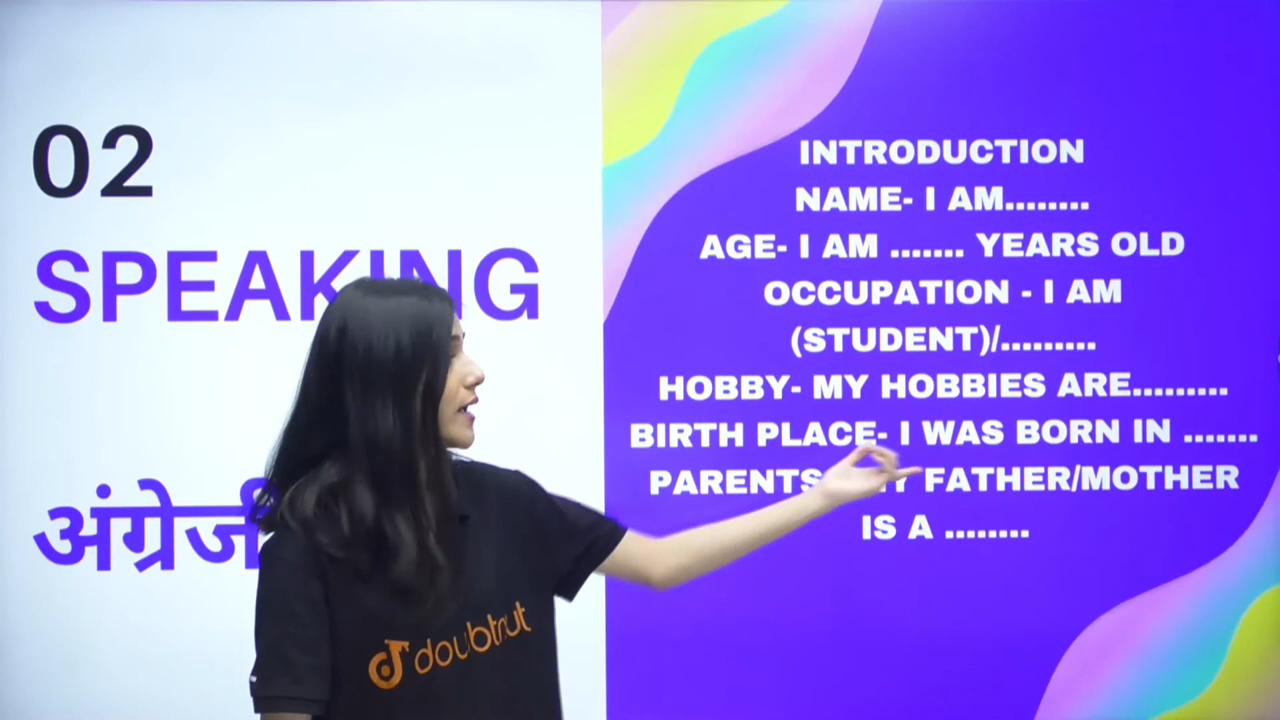 02
SPEAKING
अंग्रेजी
INTRODUCTION
NAME- I AM........
AGE- I AM ....... YEARS OLD
OCCUPATION - I AM
(STUDENT)/.........
HOBBY- MY HOBBIES ARE.........
BIRTH PLACE- I WAS BORN IN .......
PARENTS MY FATHER/MOTHER
IS A ........
doubtnut